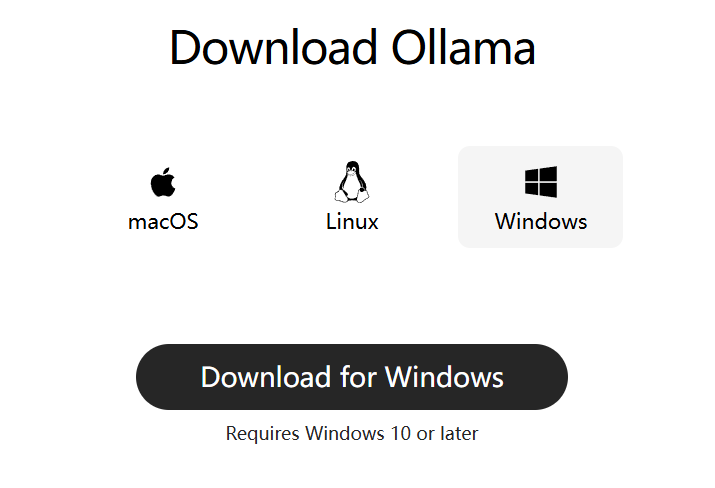 Download Ollama
macOS
Linux
Windows
Download for Windows
Requires Windows 10 or later